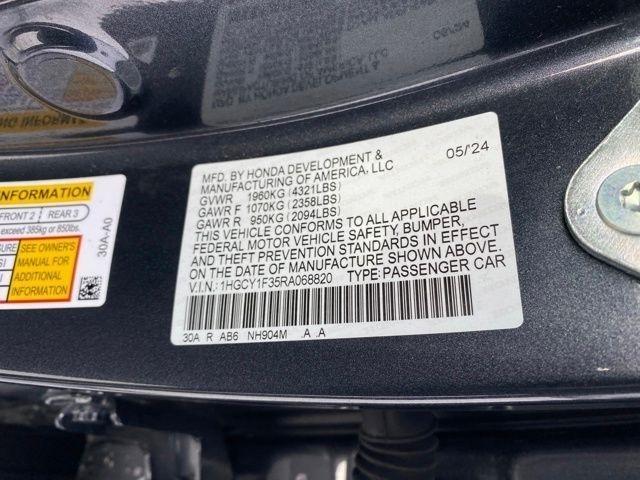 MFD. BY HONDA DEVELOPMENT &
MANUFACTURING OF AMERICA, LLC
05/24
GVWR 1960KG (4321LBS)
GAWR F 1070KG (2358LBS)
GAWR R 950KG (2094LBS)
THIS VEHICLE CONFORMS TO ALL APPLICABLE
FEDERAL MOTOR VEHICLE SAFETY, BUMPER,
AND THEFT PREVENTION STANDARDS IN EFFECT
ON THE DATE OF MANUFACTURE SHOWN ABOVE.
V.I.N.: 1HGCY1F35RA068820 TYPE: PASSENGER CAR
30A R AB6 NH904M .A .A
INFORMATION
FRONT 2 REAR 3
exceed 385kg or 850lbs.
SEE OWNER'S
MANUAL FOR
ADDITIONAL
INFORMATION
30A-A0